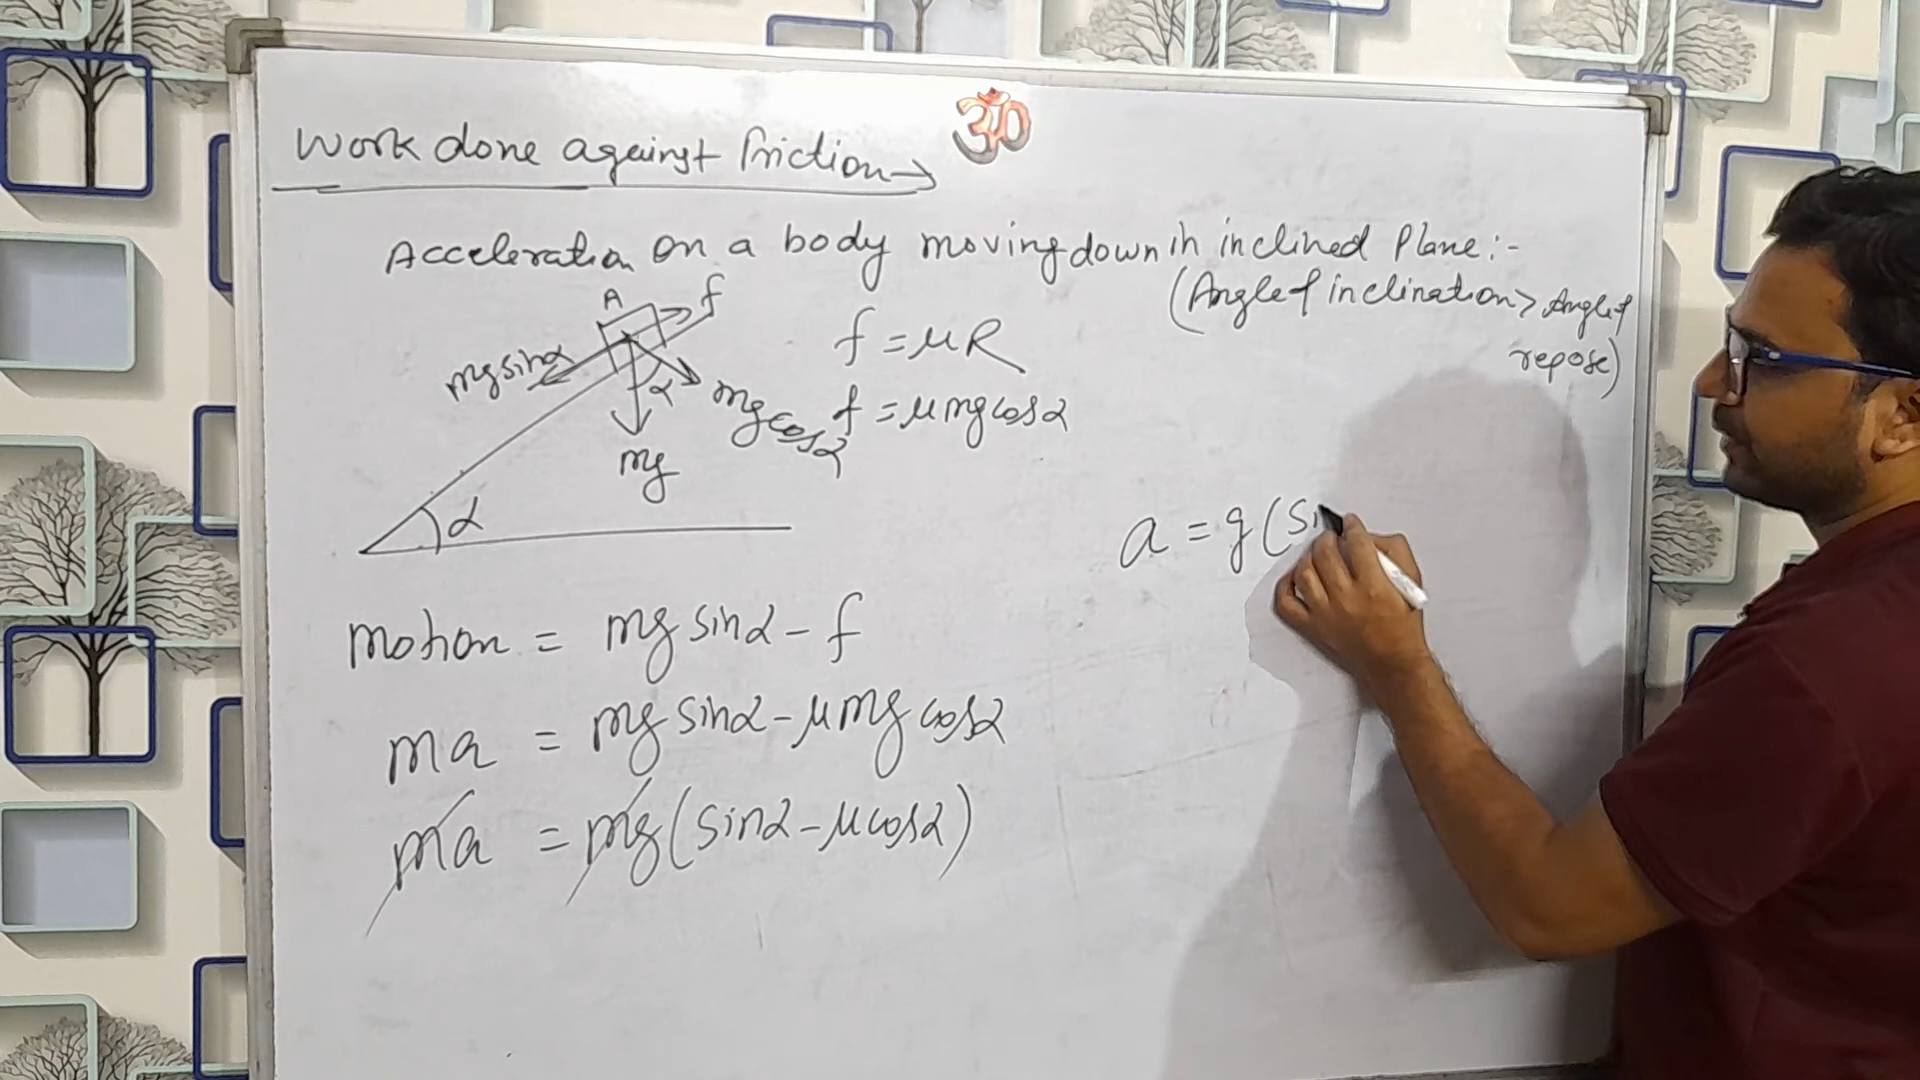 ॐ
Work done against friction →
Acceleration on a body moving down in inclined Plane :-
(Angle of inclination > Angle of
repose)
A
f
mg sinα
α
mg cosα
mg
α
f = μR
f = μmg cosα
motion = mg sinα - f
ma = mg sinα - μmg cosα
ma = mg(sinα - μcosα)
a = g(si